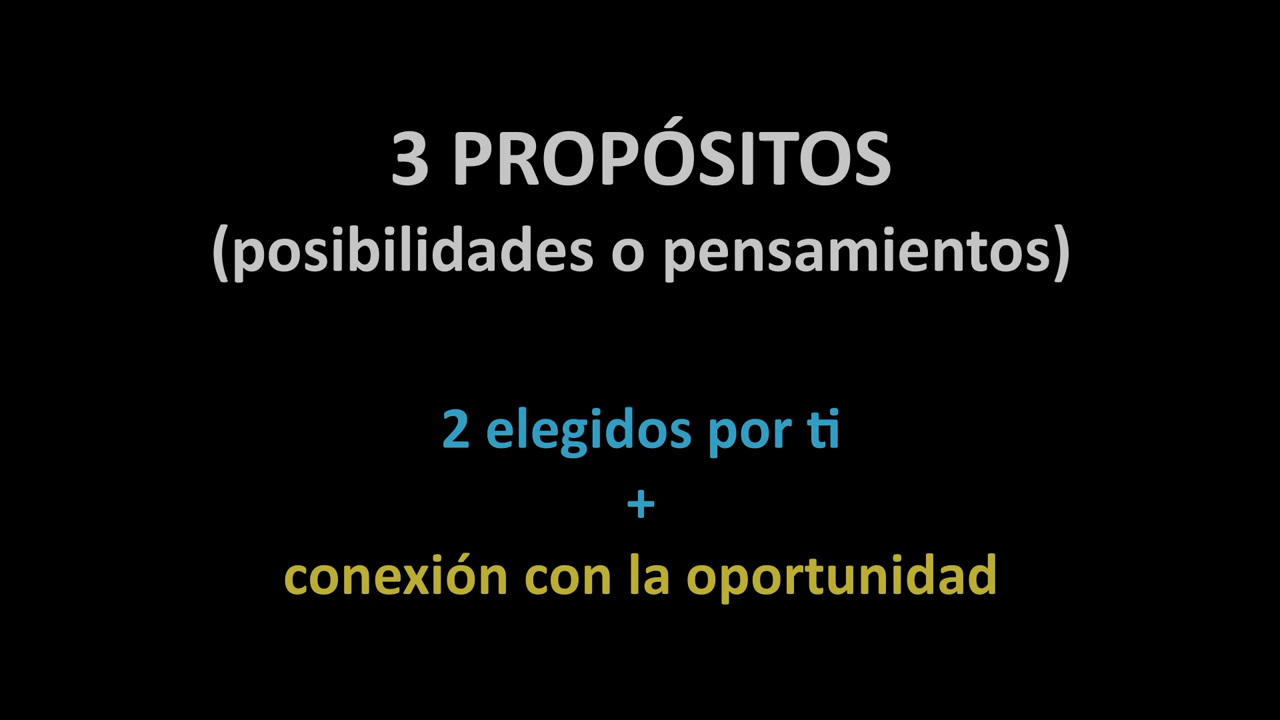 3 PROPÓSITOS
(posibilidades o pensamientos)
2 elegidos por ti
+
conexión con la oportunidad